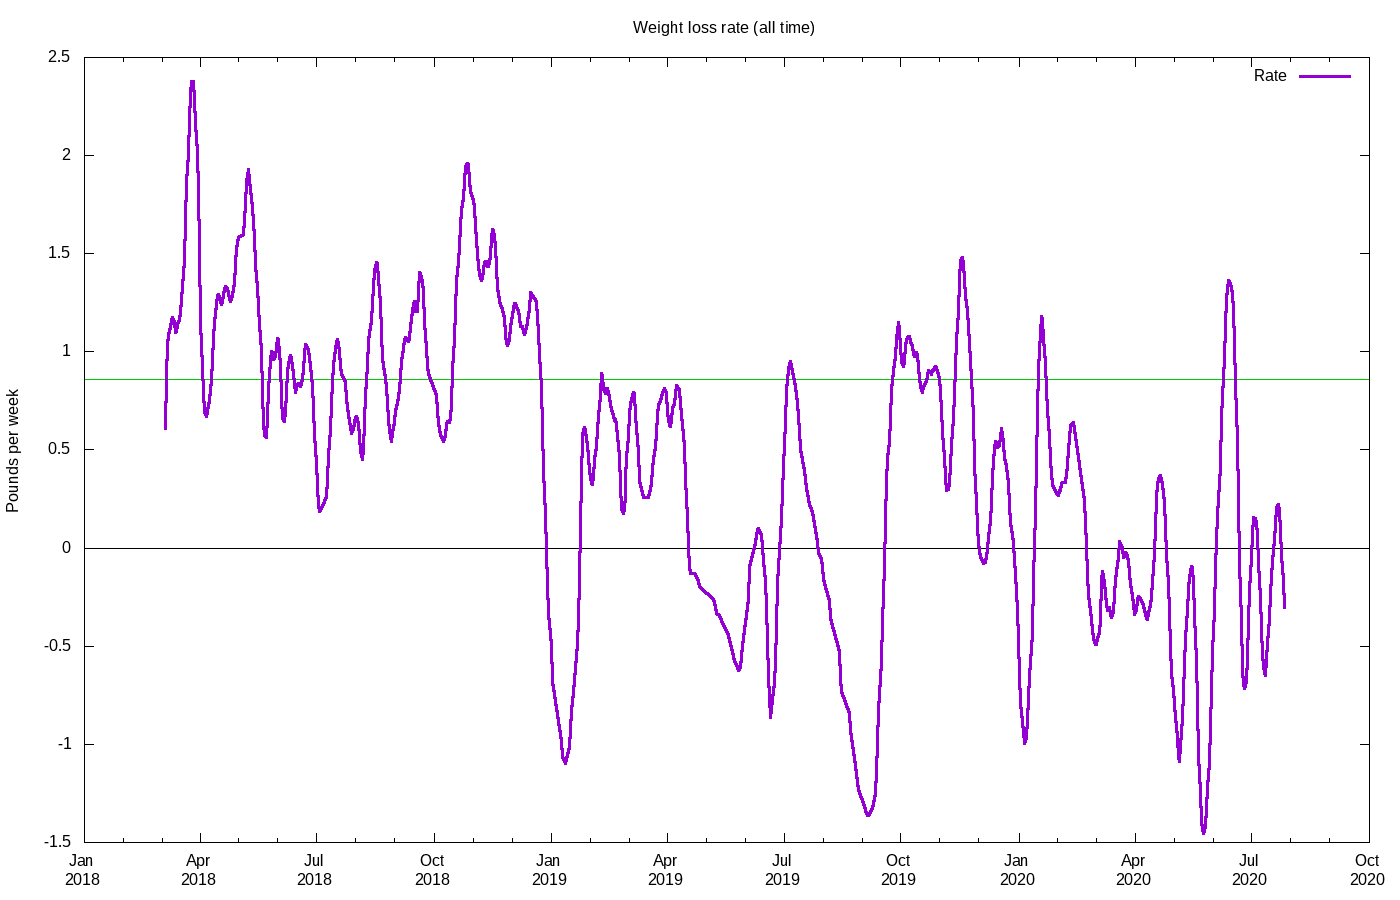 Weight loss rate (all time)
Rate
Pounds per week
2.5
2
1.5
1
0.5
0
-0.5
-1
-1.5
Jan Apr Jul Oct Jan Apr Jul Oct Jan Apr Jul Oct
2018 2018 2018 2018 2019 2019 2019 2019 2020 2020 2020 2020